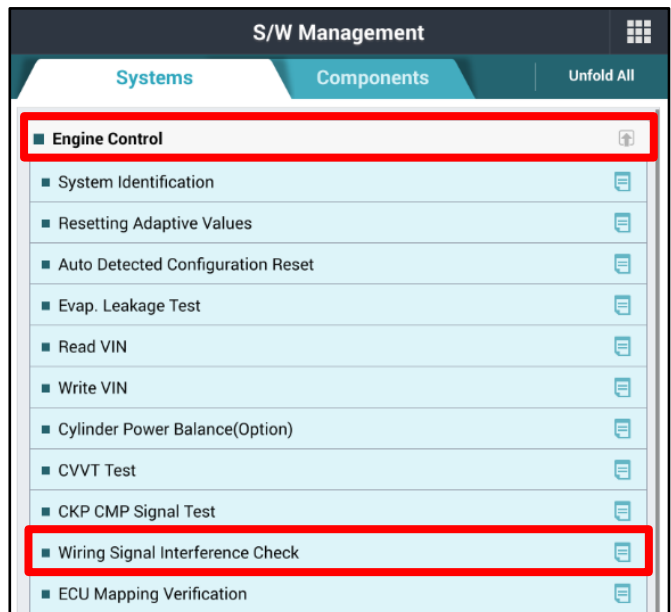 S/W Management
Systems Components Unfold All
Engine Control
System Identification
Resetting Adaptive Values
Auto Detected Configuration Reset
Evap. Leakage Test
Read VIN
Write VIN
Cylinder Power Balance(Option)
CVVT Test
CKP CMP Signal Test
Wiring Signal Interference Check
ECU Mapping Verification